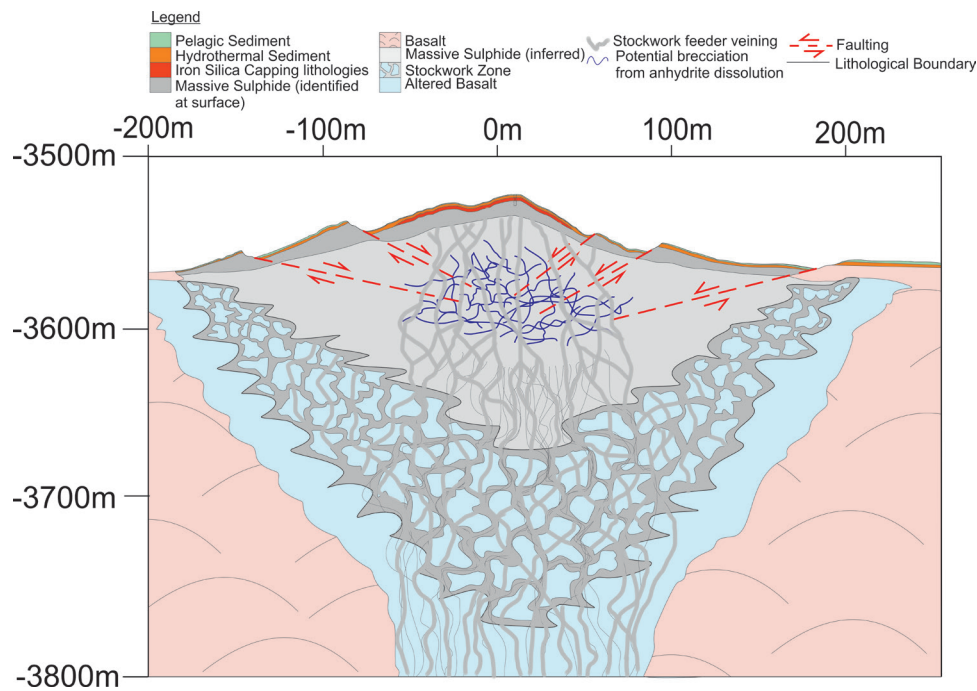 Legend
Pelagic Sediment
Hydrothermal Sediment
Iron Silica Capping lithologies
Massive Sulphide (identified
at surface)
Basalt
Massive Sulphide (inferred)
Stockwork Zone
Altered Basalt
Stockwork feeder veining
Potential brecciation
from anhydrite dissolution
Faulting
Lithological Boundary
-200m
-100m
0m
100m
200m
-3500m
-3600m
-3700m
-3800m